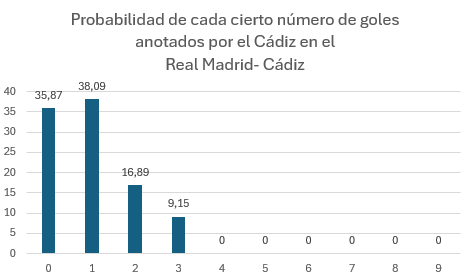 Probabilidad de cada cierto número de goles
anotados por el Cádiz en el
Real Madrid- Cádiz
40
35
30
25
20
15
10
5
0
35,87
38,09
16,89
9,15
0 0 0 0 0 0
0 1 2 3 4 5 6 7 8 9